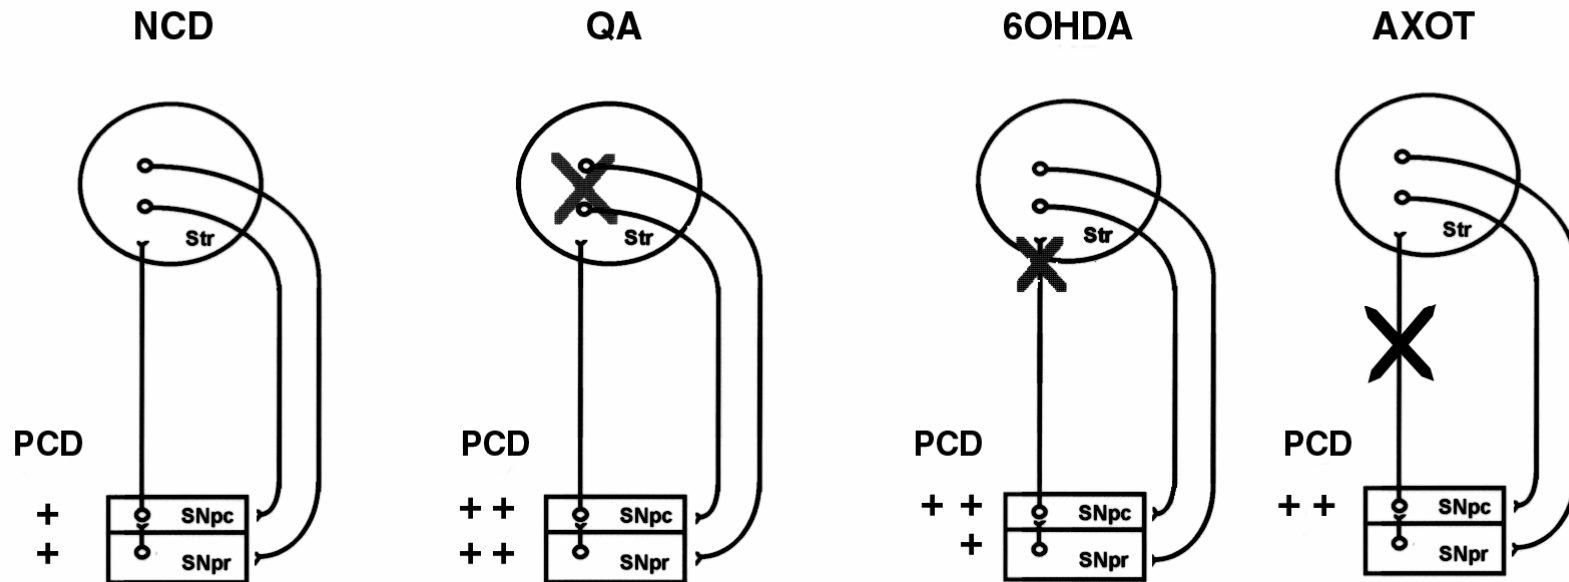 NCD QA 6OHDA AXOT
Str Str Str Str
PCD PCD PCD PCD
+ SNpc ++ SNpc ++ SNpc ++ SNpc
+ SNpr ++ SNpr + SNpr SNpr